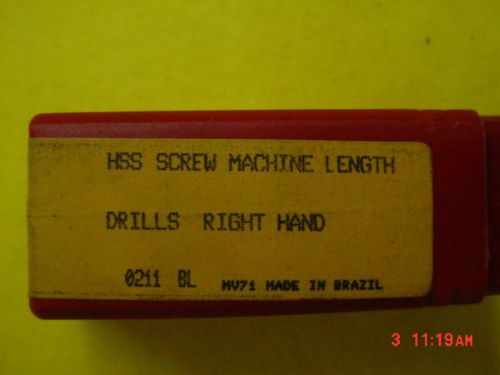 HSS SCREW MACHINE LENGTH
DRILLS RIGHT HAND
0211 BL MV71 MADE IN BRAZIL
3 11:19AM